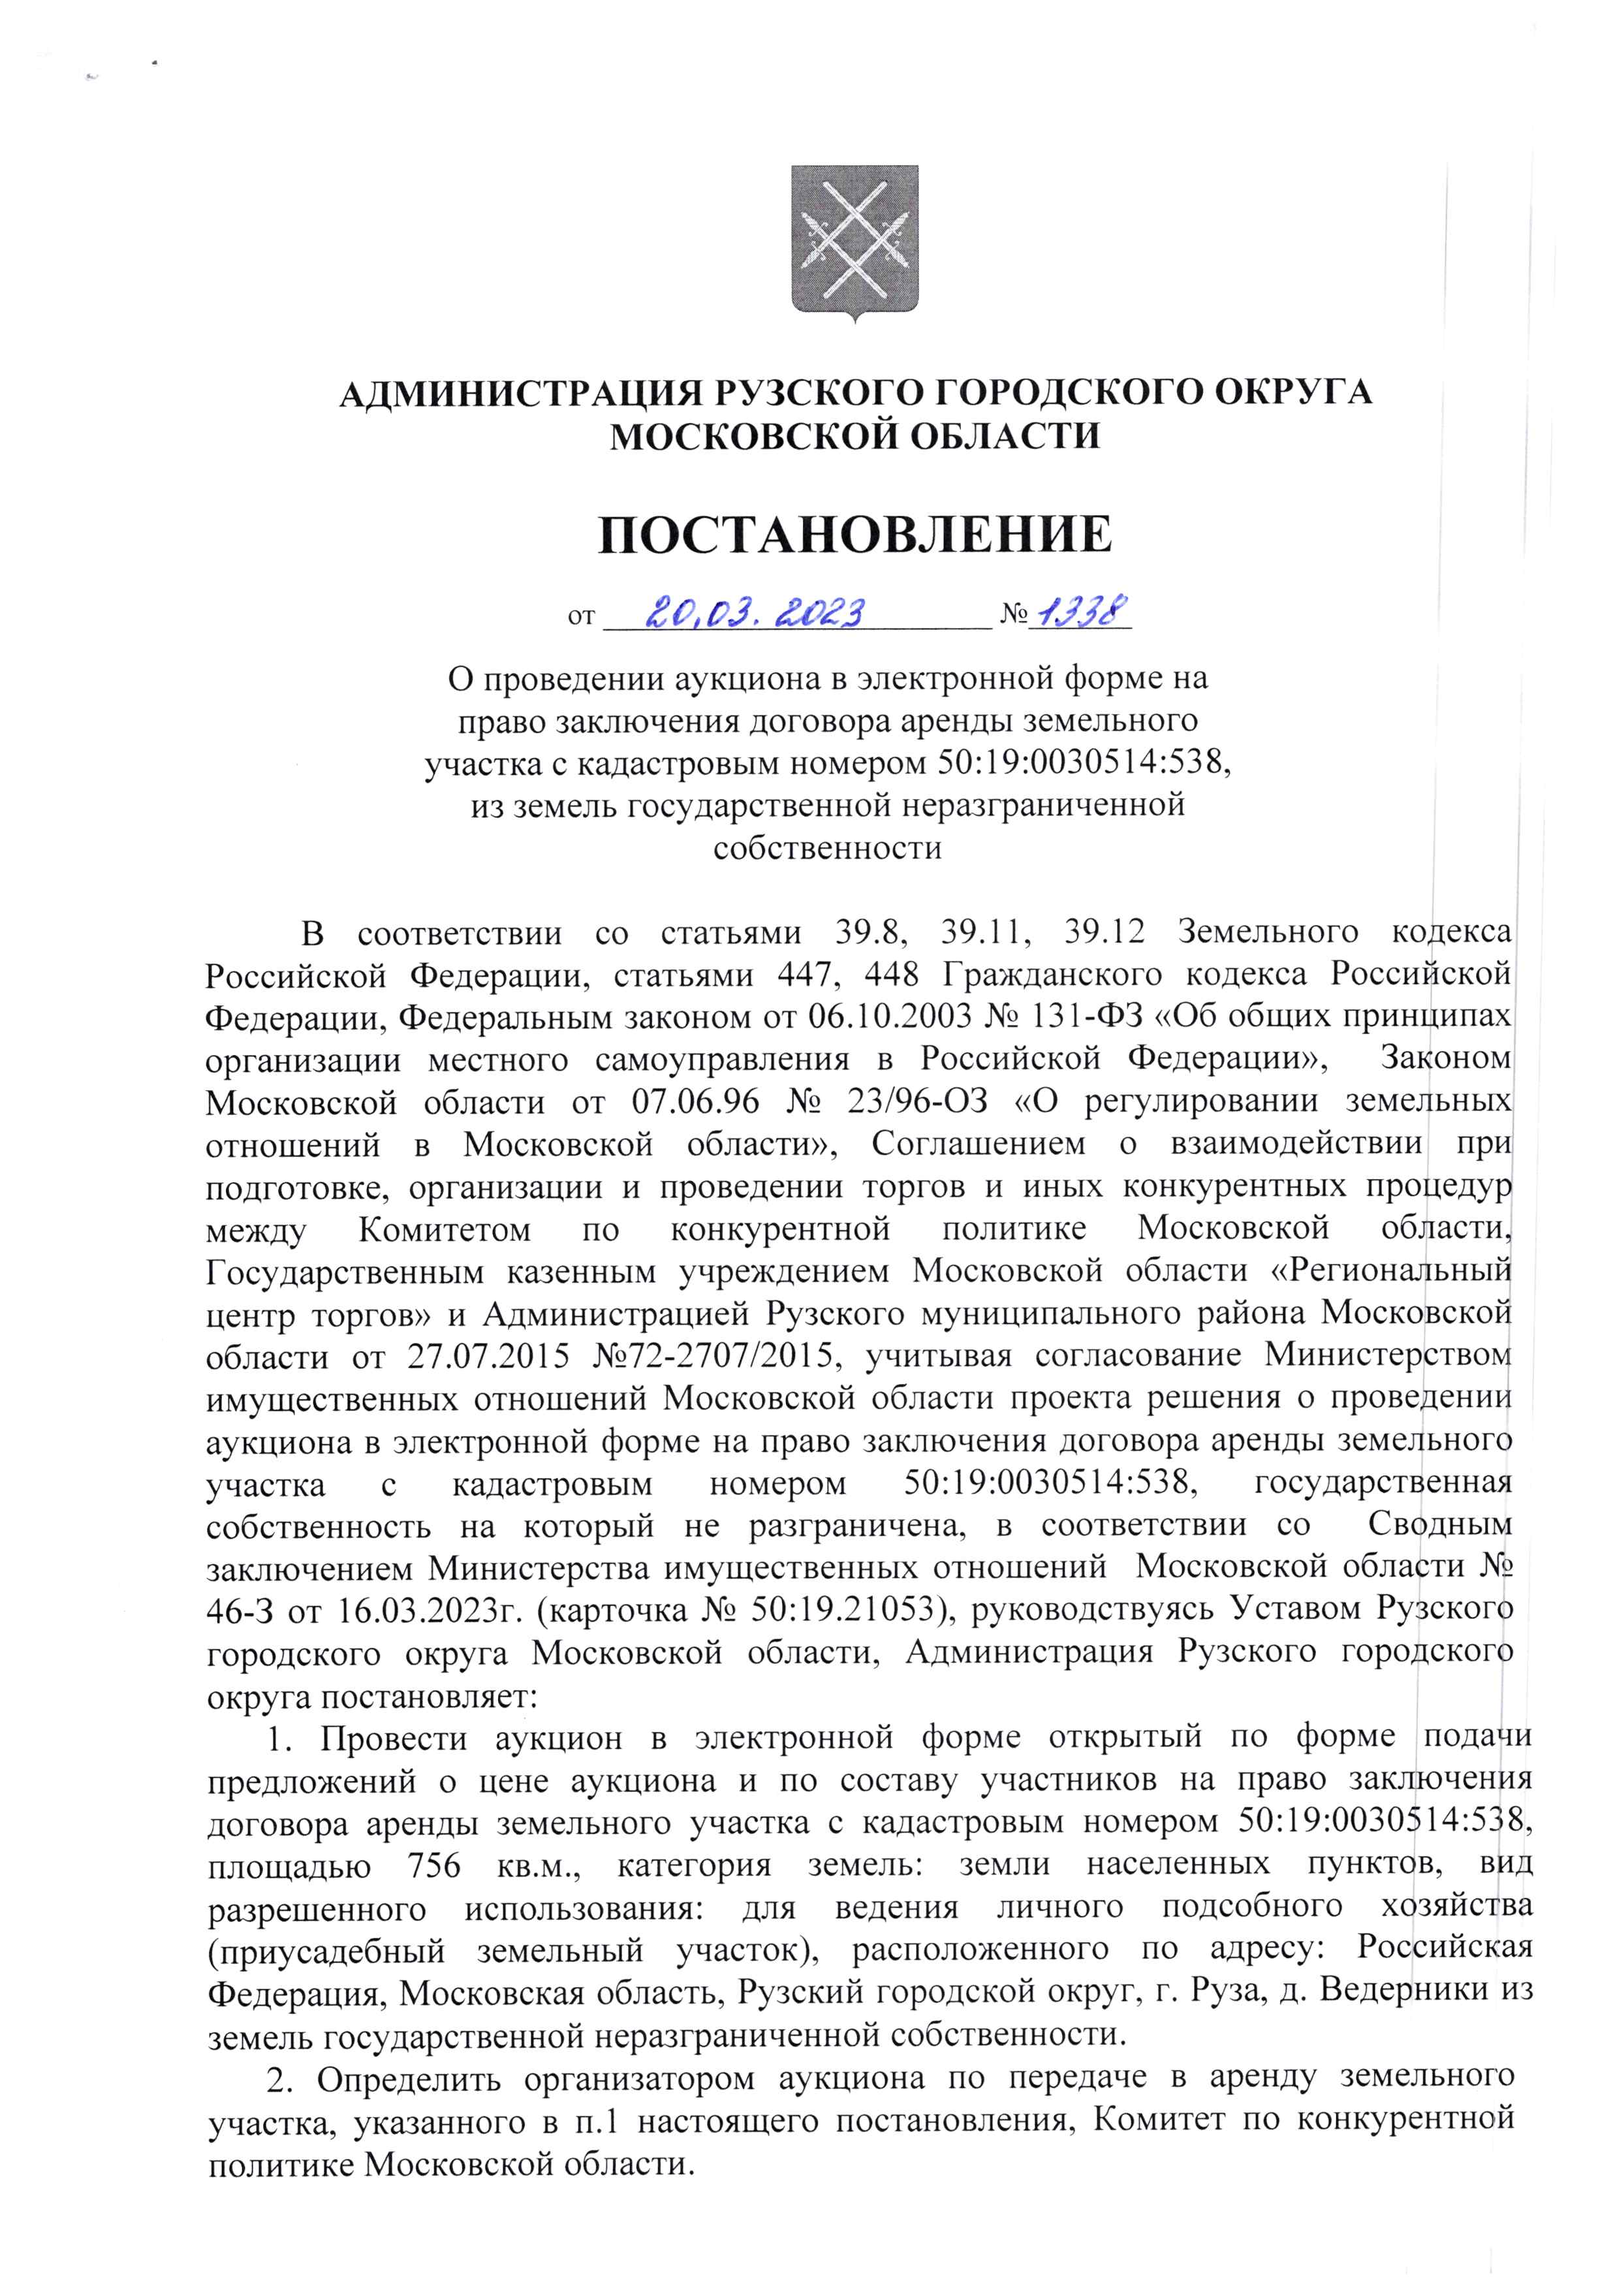 АДМИНИСТРАЦИЯ РУЗСКОГО ГОРОДСКОГО ОКРУГА
МОСКОВСКОЙ ОБЛАСТИ
ПОСТАНОВЛЕНИЕ
от 20.03.2023 № 1338
О проведении аукциона в электронной форме на
право заключения договора аренды земельного
участка с кадастровым номером 50:19:0030514:538,
из земель государственной неразграниченной
собственности
В соответствии со статьями 39.8, 39.11, 39.12 Земельного кодекса
Российской Федерации, статьями 447, 448 Гражданского кодекса Российской
Федерации, Федеральным законом от 06.10.2003 № 131-ФЗ «Об общих принципах
организации местного самоуправления в Российской Федерации», Законом
Московской области от 07.06.96 № 23/96-ОЗ «О регулировании земельных
отношений в Московской области», Соглашением о взаимодействии при
подготовке, организации и проведении торгов и иных конкурентных процедур
между Комитетом по конкурентной политике Московской области,
Государственным казенным учреждением Московской области «Региональный
центр торгов» и Администрацией Рузского муниципального района Московской
области от 27.07.2015 №72-2707/2015, учитывая согласование Министерством
имущественных отношений Московской области проекта решения о проведении
аукциона в электронной форме на право заключения договора аренды земельного
участка с кадастровым номером 50:19:0030514:538, государственная
собственность на который не разграничена, в соответствии со Сводным
заключением Министерства имущественных отношений Московской области №
46-З от 16.03.2023г. (карточка № 50:19.21053), руководствуясь Уставом Рузского
городского округа Московской области, Администрация Рузского городского
округа постановляет:
1. Провести аукцион в электронной форме открытый по форме подачи
предложений о цене аукциона и по составу участников на право заключения
договора аренды земельного участка с кадастровым номером 50:19:0030514:538,
площадью 756 кв.м., категория земель: земли населенных пунктов, вид
разрешенного использования: для ведения личного подсобного хозяйства
(приусадебный земельный участок), расположенного по адресу: Российская
Федерация, Московская область, Рузский городской округ, г. Руза, д. Ведерники из
земель государственной неразграниченной собственности.
2. Определить организатором аукциона по передаче в аренду земельного
участка, указанного в п.1 настоящего постановления, Комитет по конкурентной
политике Московской области.